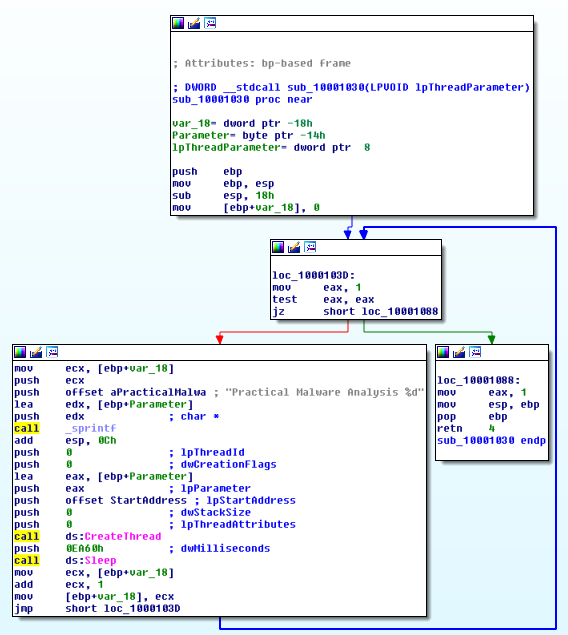 ; Attributes: bp-based frame
; DWORD __stdcall sub_10001030(LPVOID lpThreadParameter)
sub_10001030 proc near
var_18= dword ptr -18h
Parameter= byte ptr -14h
lpThreadParameter= dword ptr  8
push    ebp
mov     ebp, esp
sub     esp, 18h
mov     [ebp+var_18], 0
loc_1000103D:
mov     eax, 1
test    eax, eax
jz      short loc_10001088
mov     ecx, [ebp+var_18]
push    ecx
push    offset aPracticalMalwa ; "Practical Malware Analysis %d"
lea     edx, [ebp+Parameter]
push    edx             ; char *
call    _sprintf
add     esp, 0Ch
push    0               ; lpThreadId
push    0               ; dwCreationFlags
lea     eax, [ebp+Parameter]
push    eax             ; lpParameter
push    offset StartAddress ; lpStartAddress
push    0               ; dwStackSize
push    0               ; lpThreadAttributes
call    ds:CreateThread
push    0EA60h          ; dwMilliseconds
call    ds:Sleep
mov     ecx, [ebp+var_18]
add     ecx, 1
mov     [ebp+var_18], ecx
jmp     short loc_1000103D
loc_10001088:
mov     eax, 1
mov     esp, ebp
pop     ebp
retn    4
sub_10001030 endp